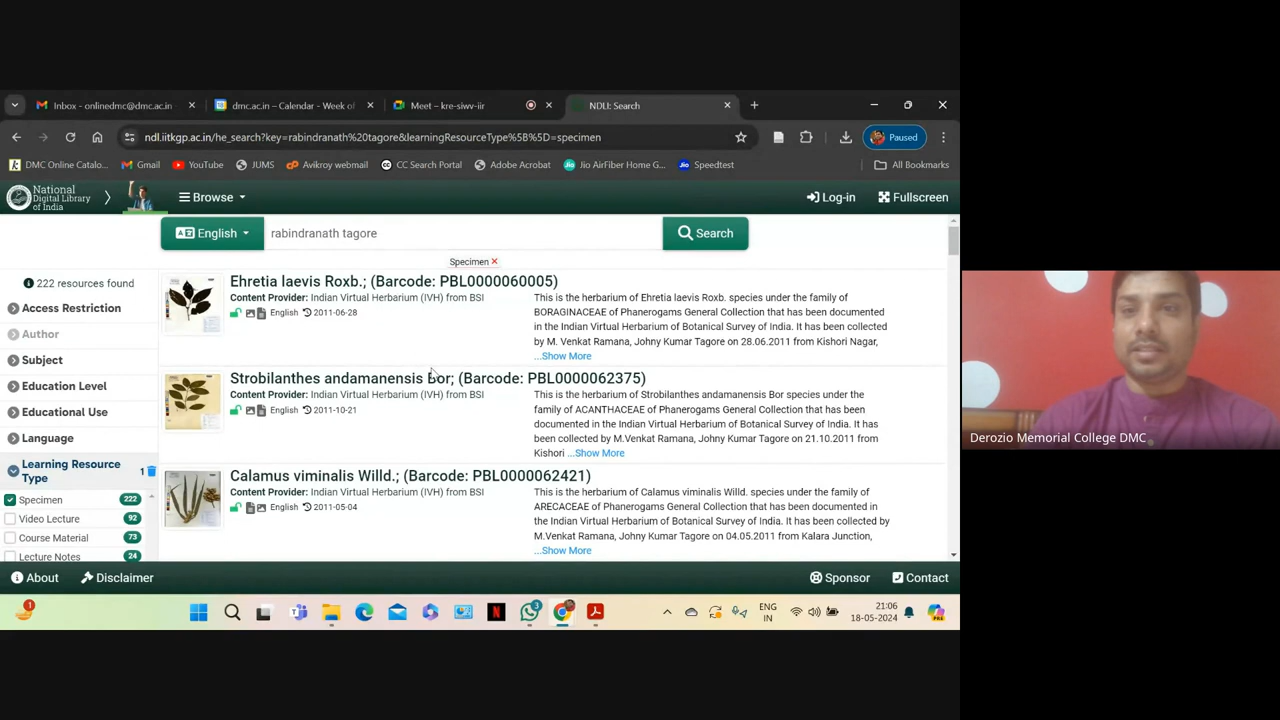 Inbox - onlinedmc@dmc.ac.in
dmc.ac.in – Calendar - Week of
Meet – kre-siwv-iir
NDLI: Search
ndl.iitkgp.ac.in/he_search?key=rabindranath%20tagore&learningResourceType%5B%5D=specimen
Paused
DMC Online Catalo...
Gmail
YouTube
JUMS
Avikroy webmail
CC Search Portal
Adobe Acrobat
Jio AirFiber Home G...
Speedtest
All Bookmarks
National
Digital Library
of India
Browse
Log-in
Fullscreen
English
rabindranath tagore
Search
Specimen
222 resources found
Access Restriction
Author
Subject
Education Level
Educational Use
Language
Learning Resource
Type
1
Specimen 222
Video Lecture 92
Course Material 73
Lecture Notes 24
Ehretia laevis Roxb.; (Barcode: PBL0000060005)
Content Provider: Indian Virtual Herbarium (IVH) from BSI
English 2011-06-28
This is the herbarium of Ehretia laevis Roxb. species under the family of
BORAGINACEAE of Phanerogams General Collection that has been documented
in the Indian Virtual Herbarium of Botanical Survey of India. It has been collected
by M. Venkat Ramana, Johny Kumar Tagore on 28.06.2011 from Kishori Nagar,
...Show More
Strobilanthes andamanensis Bor; (Barcode: PBL0000062375)
Content Provider: Indian Virtual Herbarium (IVH) from BSI
English 2011-10-21
This is the herbarium of Strobilanthes andamanensis Bor species under the
family of ACANTHACEAE of Phanerogams General Collection that has been
documented in the Indian Virtual Herbarium of Botanical Survey of India. It has
been collected by M.Venkat Ramana, Johny Kumar Tagore on 21.10.2011 from
Kishori ...Show More
Calamus viminalis Willd.; (Barcode: PBL0000062421)
Content Provider: Indian Virtual Herbarium (IVH) from BSI
English 2011-05-04
This is the herbarium of Calamus viminalis Willd. species under the family of
ARECACEAE of Phanerogams General Collection that has been documented in
the Indian Virtual Herbarium of Botanical Survey of India. It has been collected by
M.Venkat Ramana, Johny Kumar Tagore on 04.05.2011 from Kalara Junction,
...Show More
About
Disclaimer
Sponsor
Contact
1
3
ENG
IN
21:06
18-05-2024
Derozio Memorial College DMC